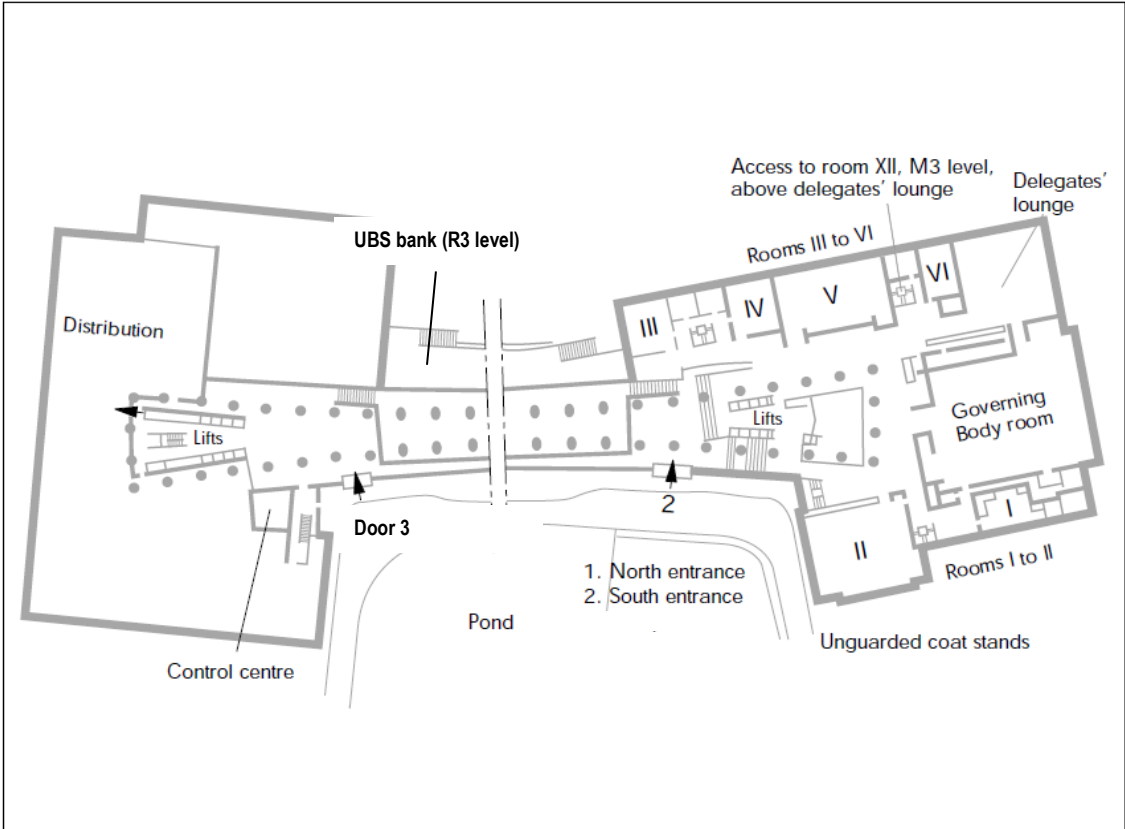 Access to room XII, M3 level,
above delegates' lounge
Delegates'
lounge
UBS bank (R3 level)
Rooms III to VI
VI
V
IV
III
Distribution
Lifts
Lifts
Governing
Body room
2
Door 3
I
II
1. North entrance
2. South entrance
Rooms I to II
Pond
Unguarded coat stands
Control centre